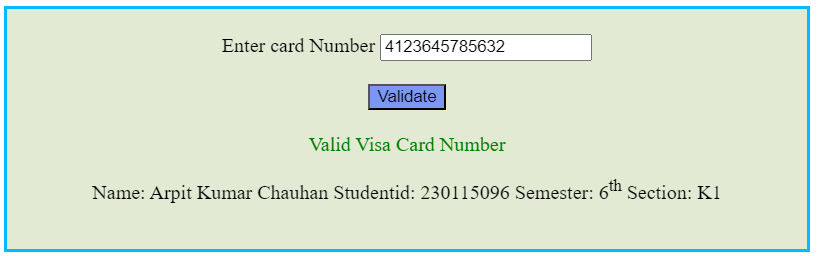 Enter card Number 4123645785632
Validate
Valid Visa Card Number
Name: Arpit Kumar Chauhan Studentid: 230115096 Semester: 6th Section: K1